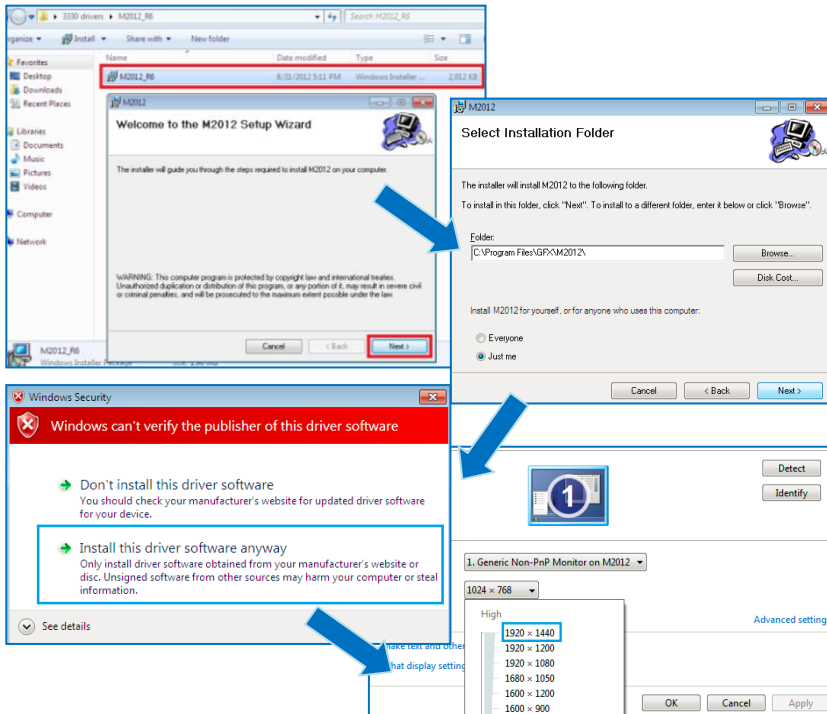 3330 drivers ▸ M2012_R6
Search M2012_R6
rganize
Install
Share with
New folder
Name
Date modified
Type
Size
Favorites
Desktop
Downloads
Recent Places
Libraries
Documents
Music
Pictures
Videos
Computer
Network
M2012_R6
8/31/2012 5:11 PM
Windows Installer ...
2,012 KB
M2012
Welcome to the M2012 Setup Wizard
The installer will guide you through the steps required to install M2012 on your computer.
WARNING: This computer program is protected by copyright law and international treaties.
Unauthorized duplication or distribution of this program, or any portion of it, may result in severe civil
or criminal penalties, and will be prosecuted to the maximum extent possible under the law.
Cancel
< Back
Next >
M2012_R6
Windows Installer
M2012
Select Installation Folder
The installer will install M2012 to the following folder.
To install in this folder, click "Next". To install to a different folder, enter it below or click "Browse".
Folder:
C:\Program Files\GFX\M2012\
Browse...
Disk Cost...
Install M2012 for yourself, or for anyone who uses this computer:
Everyone
Just me
Cancel
< Back
Next >
Windows Security
Windows can't verify the publisher of this driver software
Don't install this driver software
You should check your manufacturer's website for updated driver software
for your device.
Install this driver software anyway
Only install driver software obtained from your manufacturer's website or
disc. Unsigned software from other sources may harm your computer or steal
information.
See details
1
Detect
Identify
1. Generic Non-PnP Monitor on M2012
1024 × 768
High
1920 × 1440
1920 × 1200
1920 × 1080
1680 × 1050
1600 × 1200
1600 × 900
Advanced setting
Make text and other
hat display setting
OK
Cancel
Apply